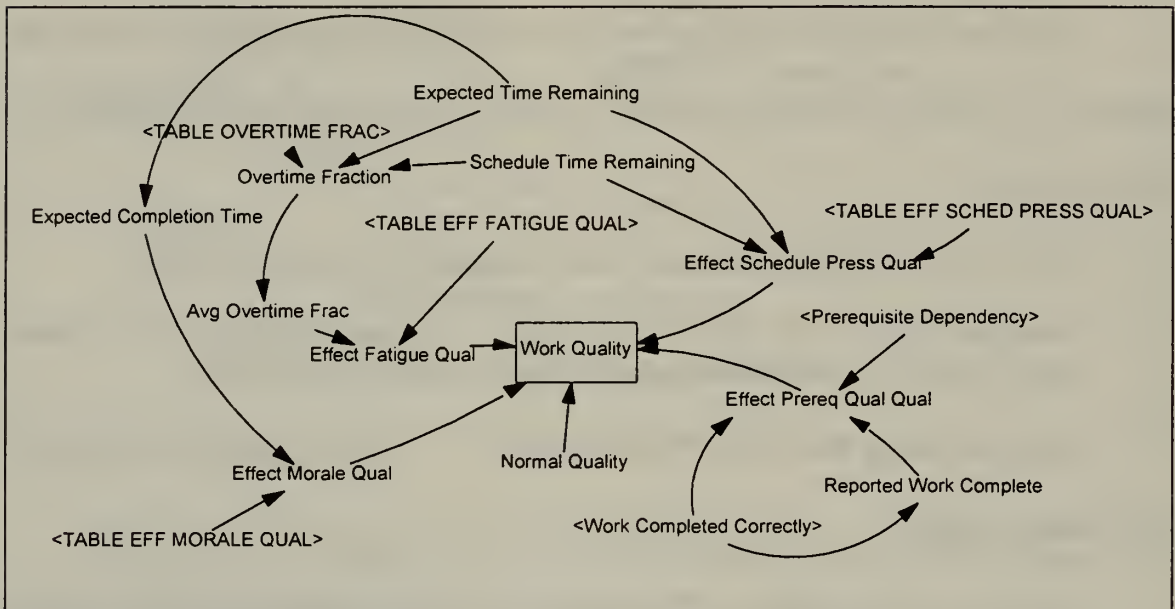 Expected Time Remaining
<TABLE OVERTIME FRAC>
Schedule Time Remaining
Overtime Fraction
Expected Completion Time
<TABLE EFF FATIGUE QUAL>
<TABLE EFF SCHED PRESS QUAL>
Effect Schedule Press Qual
Avg Overtime Frac
<Prerequisite Dependency>
Effect Fatigue Qual
Work Quality
Effect Prereq Qual Qual
Normal Quality
Effect Morale Qual
Reported Work Complete
<Work Completed Correctly>
<TABLE EFF MORALE QUAL>